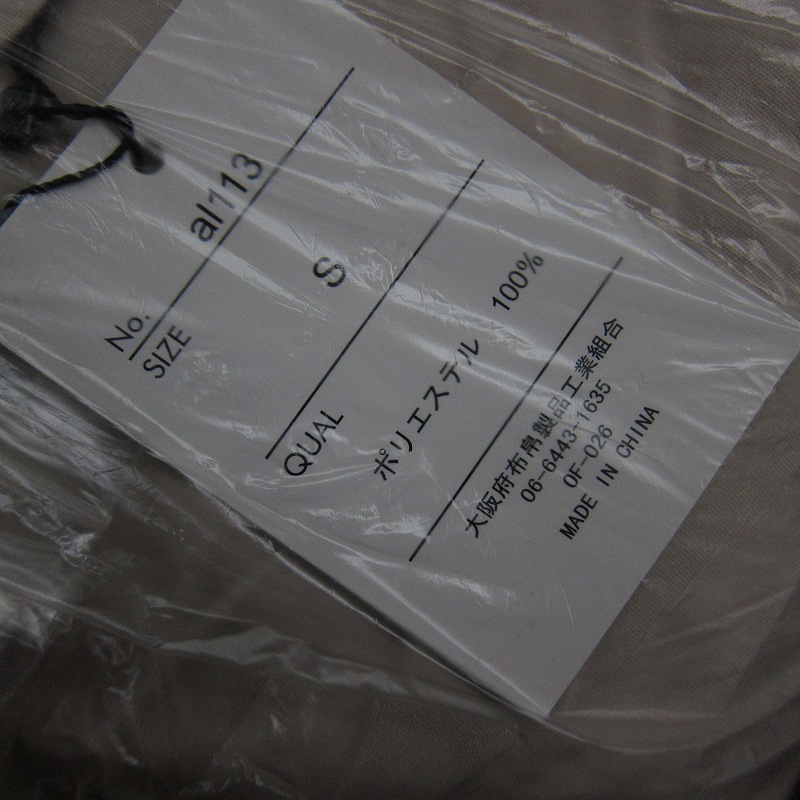 No. al113
SIZE
S
QUAL
ポリエステル 100%
大阪府布帛製品工業組合
06-6443-1635
OF-026
MADE IN CHINA